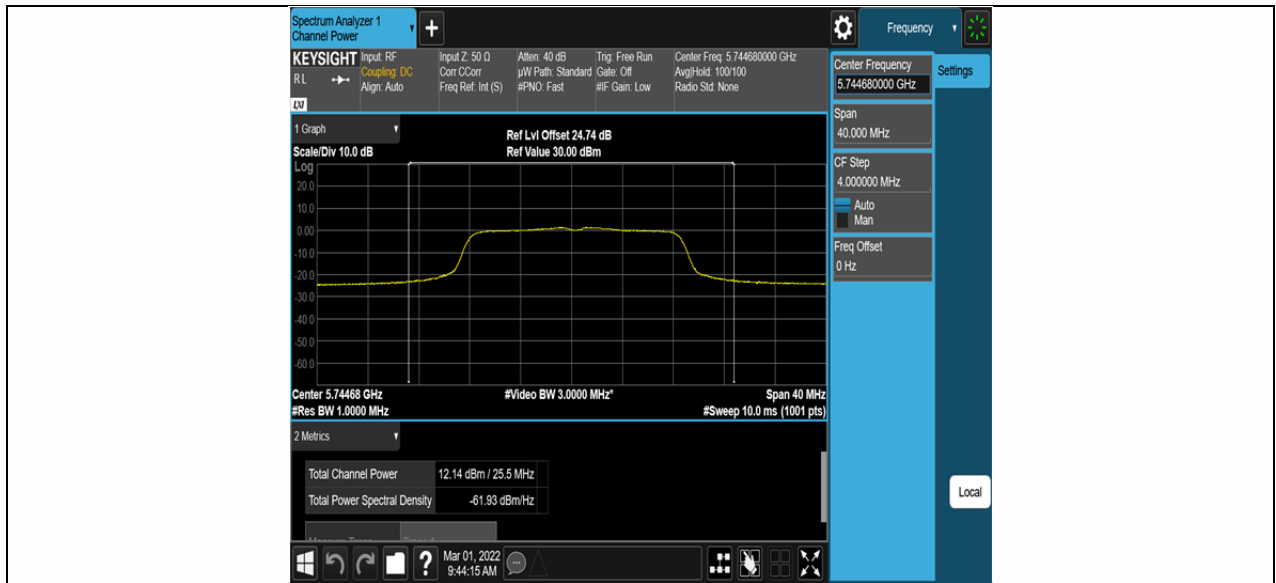 Spectrum Analyzer 1
Channel Power
+
Frequency
KEYSIGHT
RL
LXI
Input: RF
Coupling: DC
Align: Auto
Input Z: 50 Ω
Corr CCorr
Freq Ref: Int (S)
Atten: 40 dB
µW Path: Standard
#PNO: Fast
Trig: Free Run
Gate: Off
#IF Gain: Low
Center Freq: 5.744680000 GHz
Avg|Hold: 100/100
Radio Std: None
Center Frequency
5.744680000 GHz
Settings
Span
40.000 MHz
CF Step
4.000000 MHz
Auto
Man
Freq Offset
0 Hz
1 Graph
Ref Lvl Offset 24.74 dB
Scale/Div 10.0 dB
Ref Value 30.00 dBm
Log
20.0
10.0
0.00
-10.0
-20.0
-30.0
-40.0
-50.0
-60.0
Center 5.74468 GHz
#Video BW 3.0000 MHz*
Span 40 MHz
#Res BW 1.0000 MHz
#Sweep 10.0 ms (1001 pts)
2 Metrics
Total Channel Power 12.14 dBm / 25.5 MHz
Total Power Spectral Density -61.93 dBm/Hz
Local
?
Mar 01, 2022
9:44:15 AM